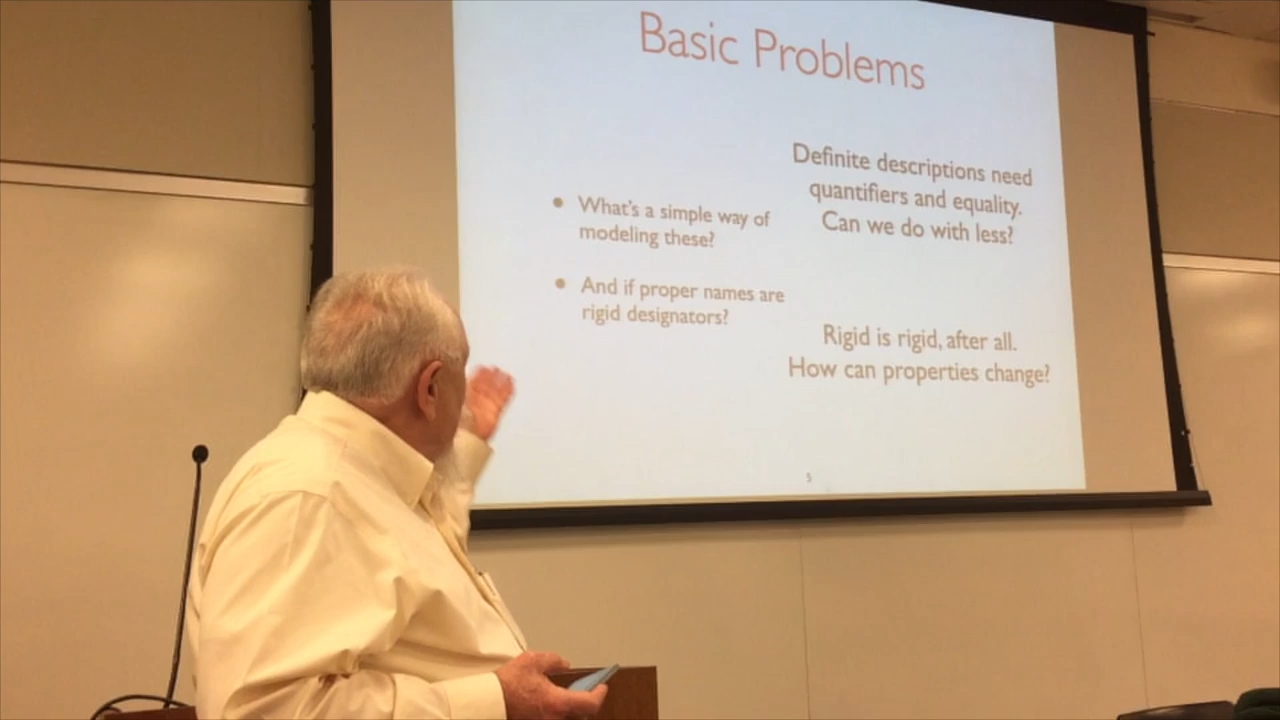 Basic Problems
• What's a simple way of
modeling these?
• And if proper names are
rigid designators?
Definite descriptions need
quantifiers and equality.
Can we do with less?
Rigid is rigid, after all.
How can properties change?
5